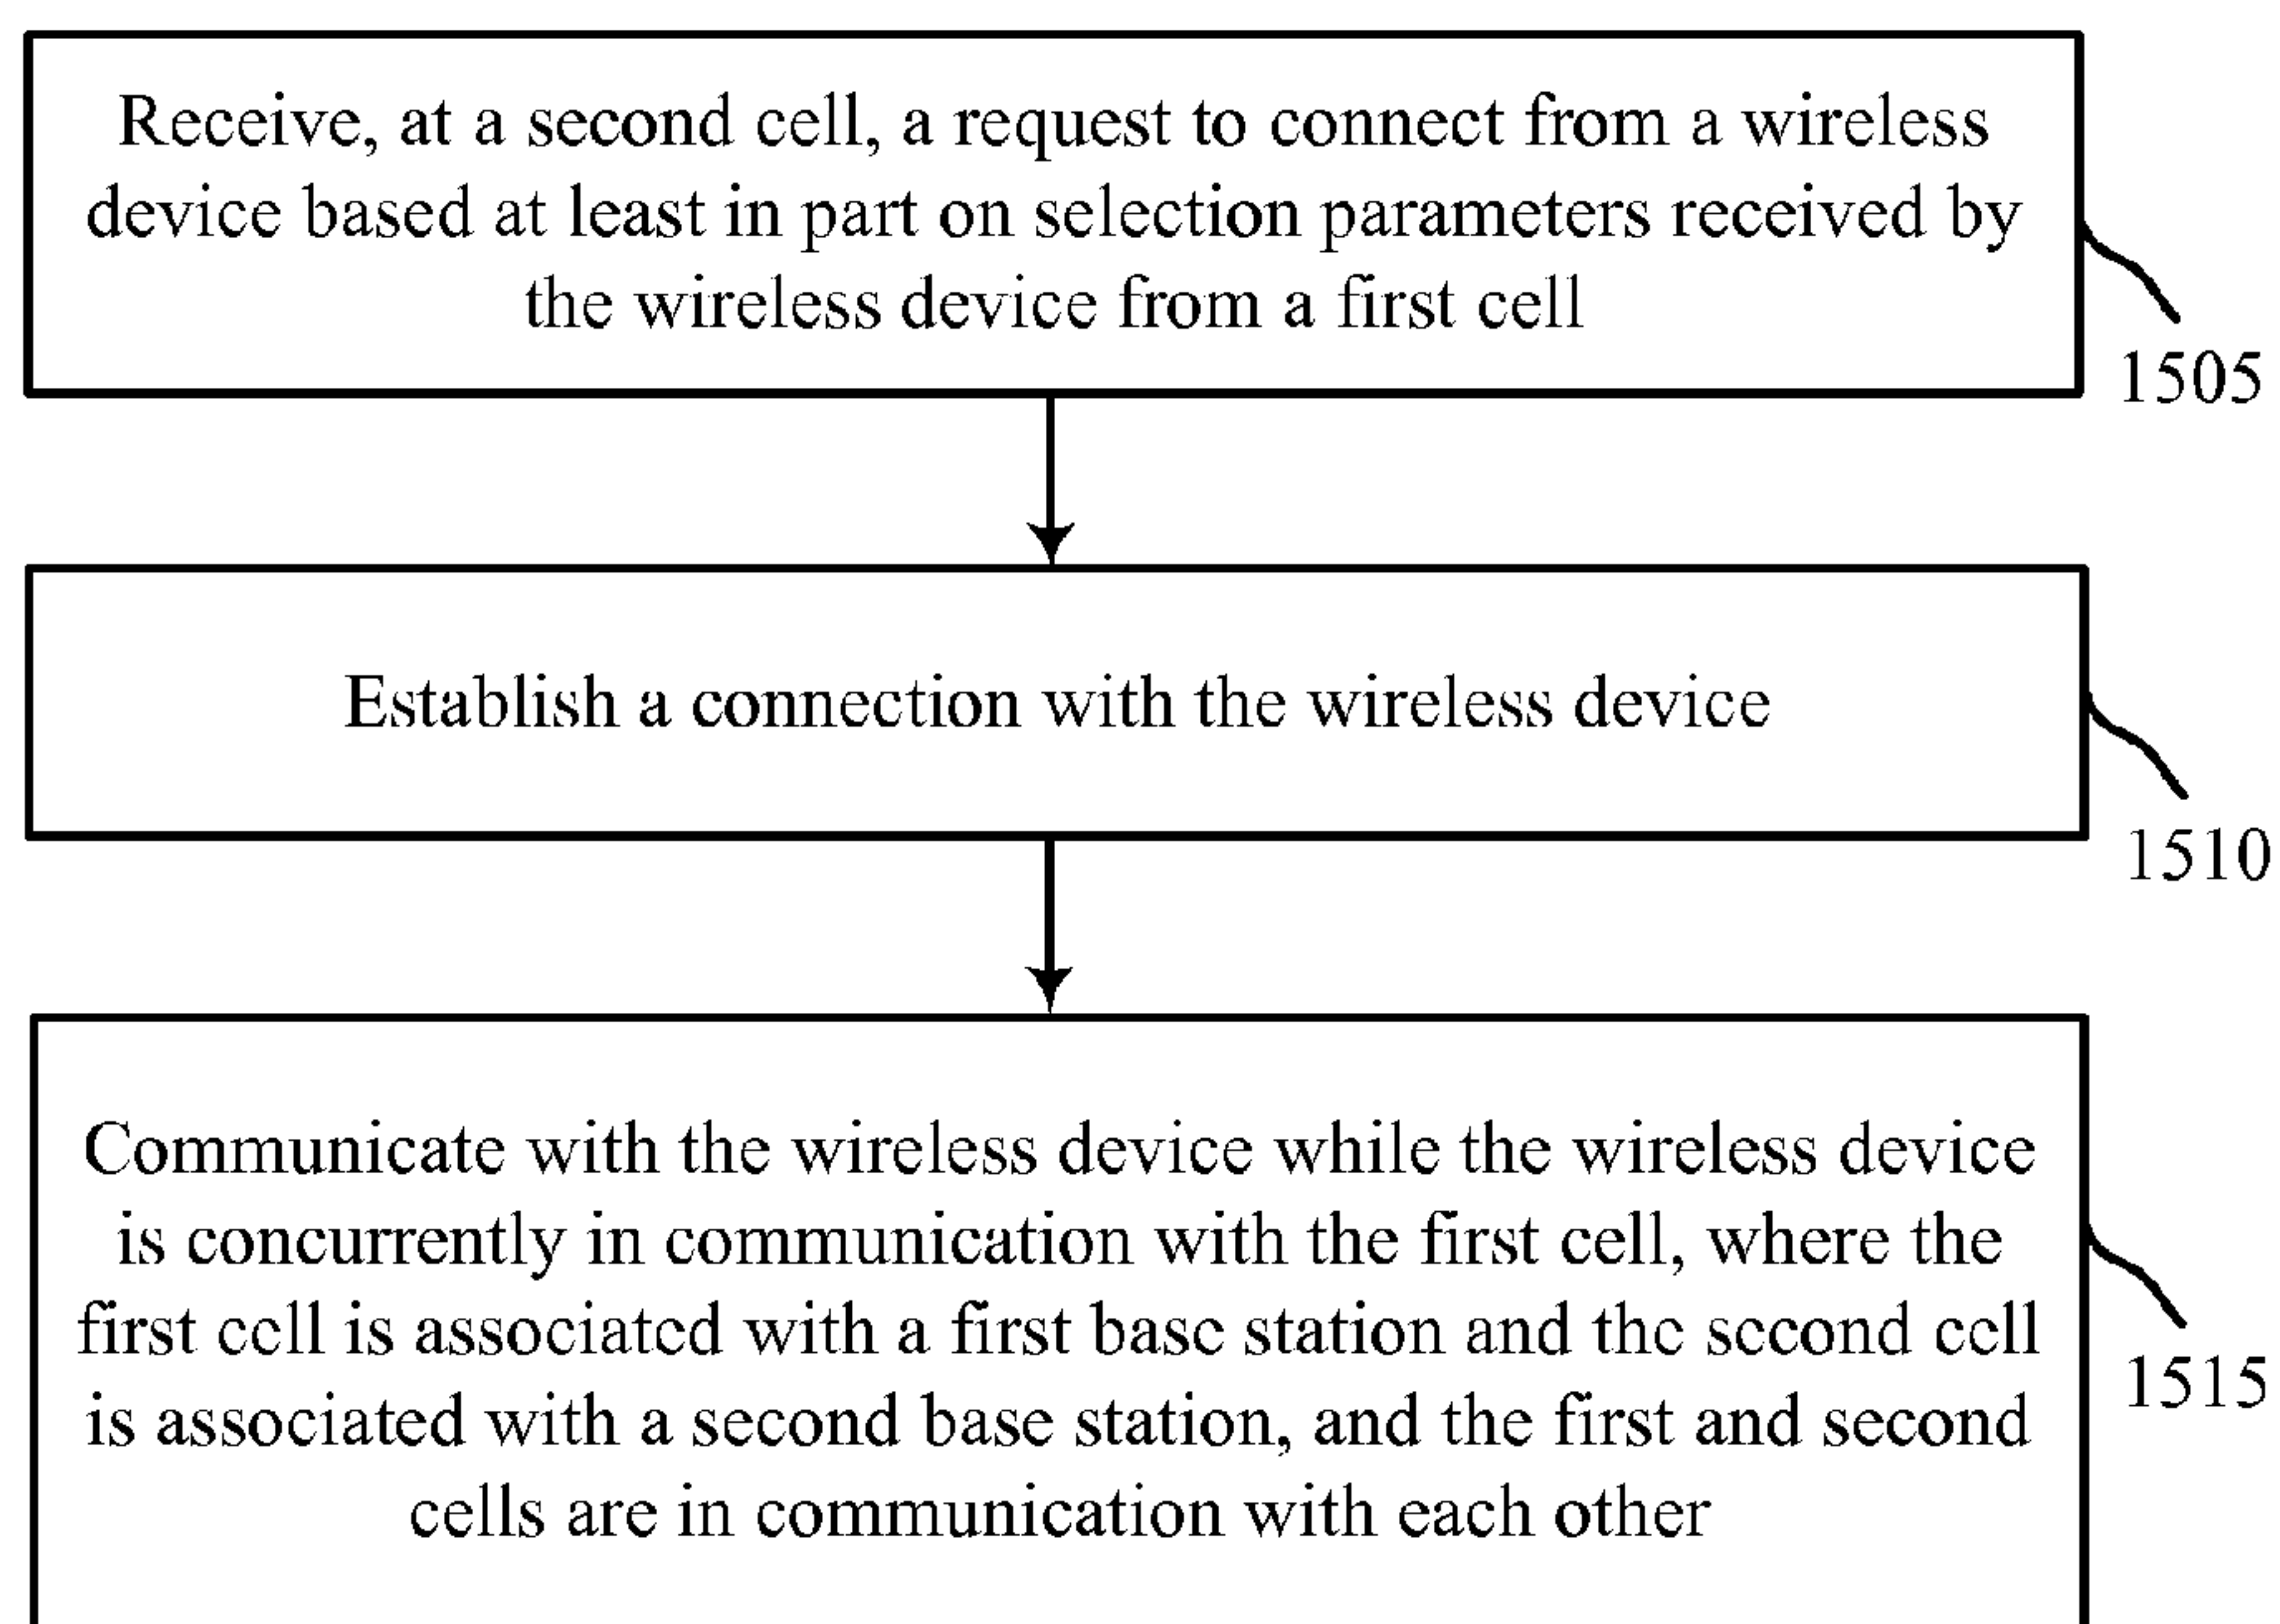 Receive, at a second cell, a request to connect from a wireless
device based at least in part on selection parameters received by
the wireless device from a first cell
1505
Establish a connection with the wireless device
1510
Communicate with the wireless device while the wireless device
is concurrently in communication with the first cell, where the
first cell is associated with a first base station and the second cell
is associated with a second base station, and the first and second
cells are in communication with each other
1515